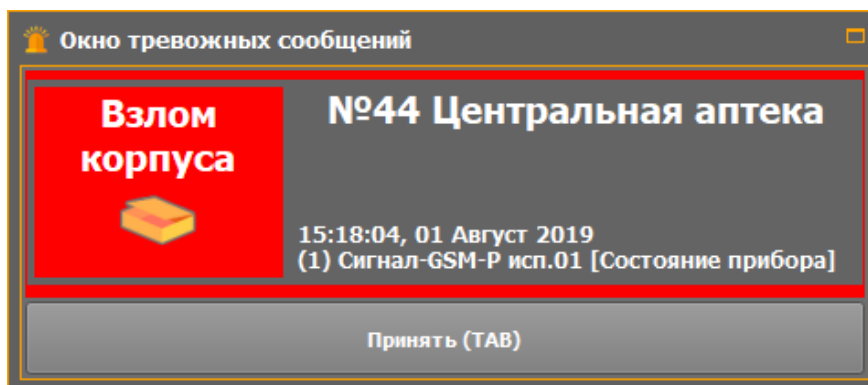 Окно тревожных сообщений
Взлом
корпуса
№44 Центральная аптека
15:18:04, 01 Август 2019
(1) Сигнал-GSM-P исп.01 [Состояние прибора]
Принять (TAB)